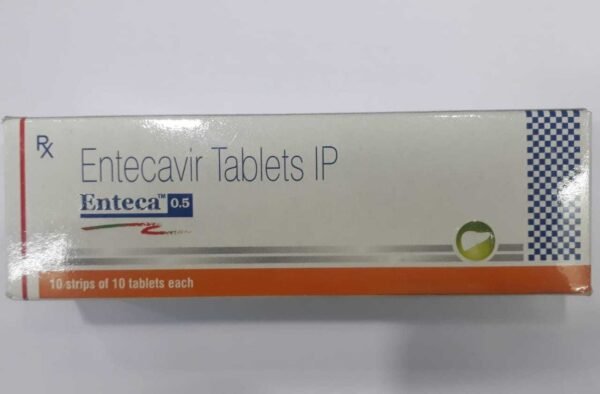 Rx
Entecavir Tablets IP
Enteca™ 0.5
10 strips of 10 tablets each